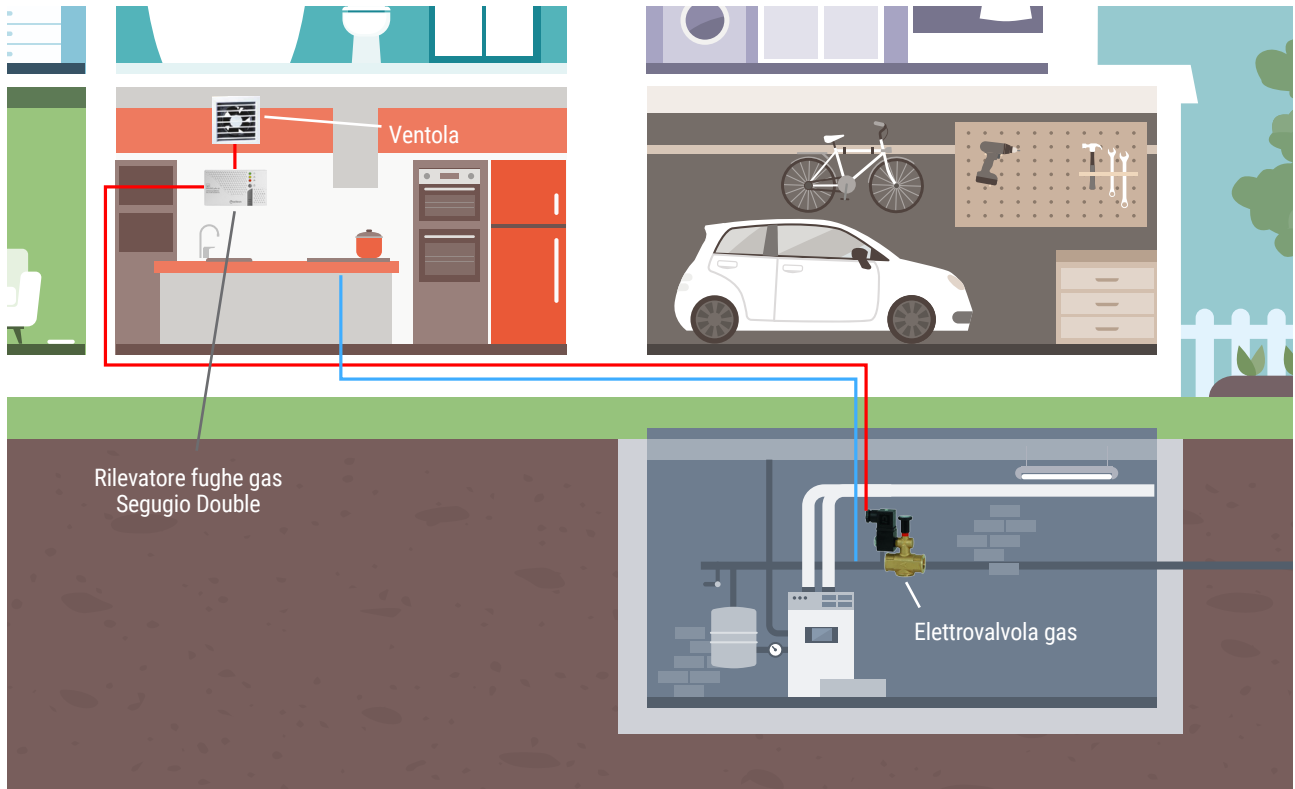 Ventola
Rilevatore fughe gas
Segugio Double
Elettrovalvola gas